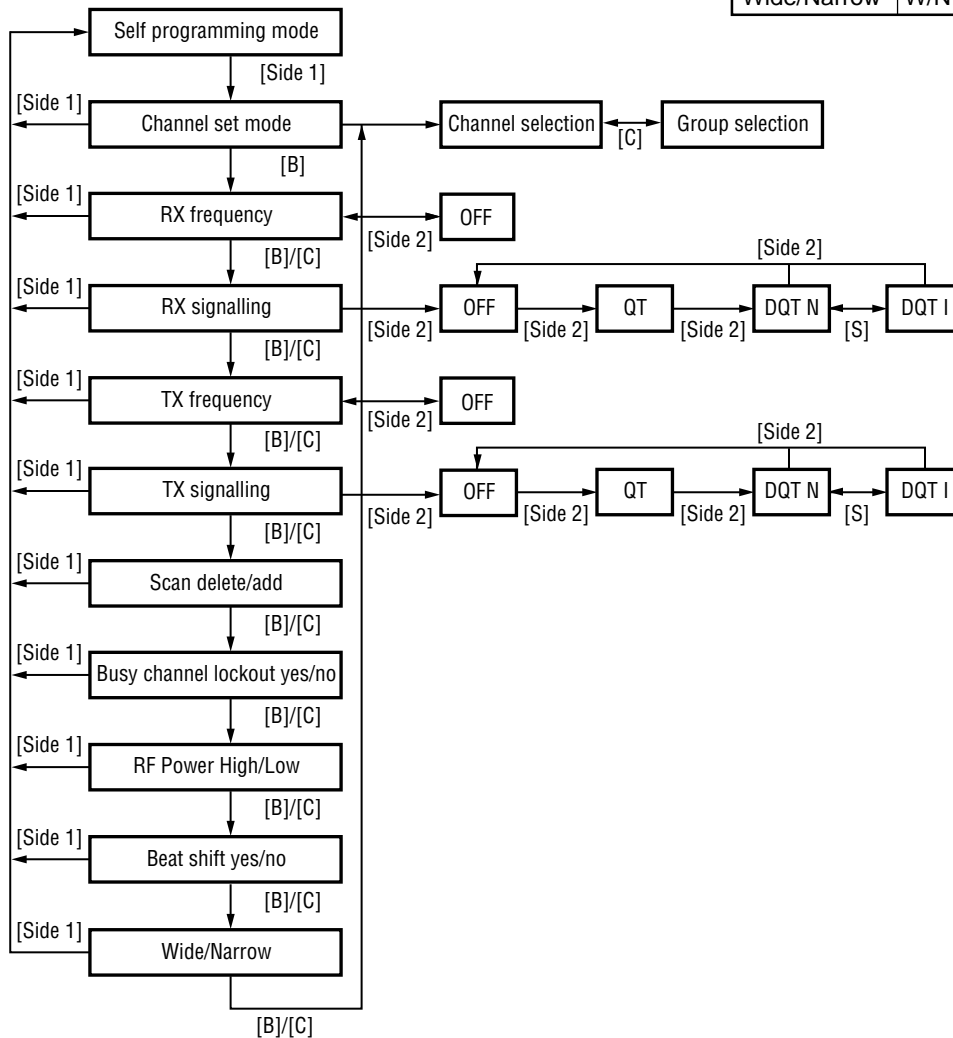 Wide/Narrow W/N
Self programming mode
[Side 1]
[Side 1]
Channel set mode
Channel selection
[C]
Group selection
[B]
[Side 1]
RX frequency
[Side 2]
OFF
[B]/[C]
[Side 2]
[Side 1]
RX signalling
[Side 2]
OFF
[Side 2]
QT
[Side 2]
DQT N
[S]
DQT I
[B]/[C]
[Side 1]
TX frequency
[Side 2]
OFF
[B]/[C]
[Side 2]
[Side 1]
TX signalling
[Side 2]
OFF
[Side 2]
QT
[Side 2]
DQT N
[S]
DQT I
[B]/[C]
[Side 1]
Scan delete/add
[B]/[C]
[Side 1]
Busy channel lockout yes/no
[B]/[C]
[Side 1]
RF Power High/Low
[B]/[C]
[Side 1]
Beat shift yes/no
[B]/[C]
[Side 1]
Wide/Narrow
[B]/[C]